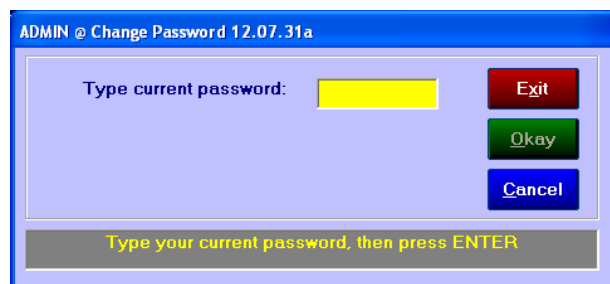 ADMIN @ Change Password 12.07.31a
Type current password:
Exit
Okay
Cancel
Type your current password, then press ENTER